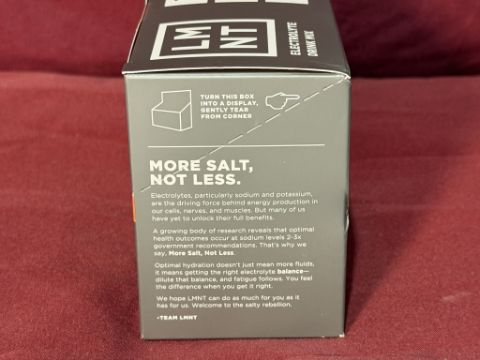 LM
NT
ELECTROLYTE
DRINK MIX
TURN THIS BOX
INTO A DISPLAY,
GENTLY TEAR
FROM CORNER
MORE SALT,
NOT LESS.
Electrolytes, particularly sodium and potassium,
are the driving force behind energy production in
our cells, nerves, and muscles. But many of us
have yet to unlock their full benefits.
A growing body of research reveals that optimal
health outcomes occur at sodium levels 2-3x
government recommendations. That's why we
say, More Salt, Not Less.
Optimal hydration doesn't just mean more fluids,
it means getting the right electrolyte balance—
dilute that balance, and fatigue follows. You feel
the difference when you get it right.
We hope LMNT can do as much for you as it
has for us. Welcome to the salty rebellion.
-TEAM LMNT